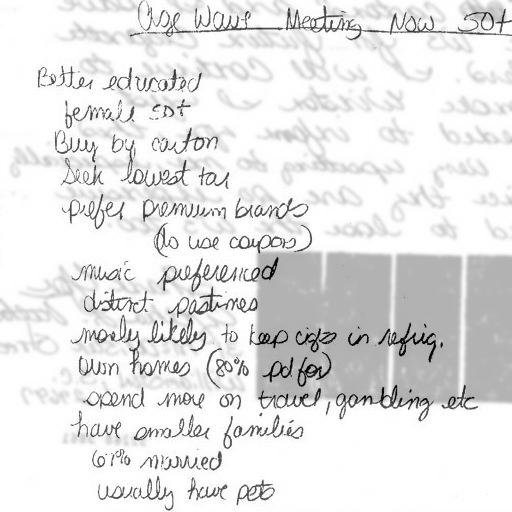 Age Wave Meeting Now 50+
Better educated
female 50+
Buy by carton
Seek lowest tar
prefer premium brands
(to use coupons)
music preferenced
distinct pastimes
morely likely to keep cigs in refrig.
Own homes (80% pd for)
spend more on travel, gambling etc
have smaller families
67% married
usually have pets